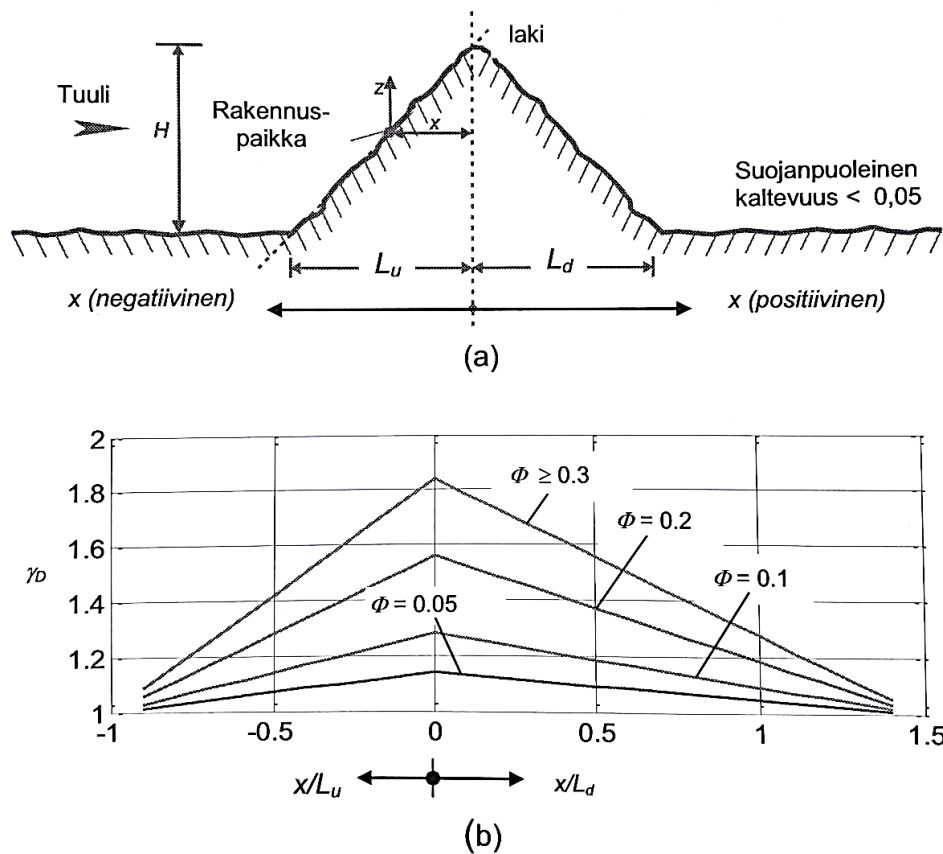 laki
Tuuli
H
z
Rakennus-
paikka
x
Suojanpuoleinen
kaltevuus < 0,05
L_u
L_d
x (negatiivinen)
x (positiivinen)
(a)
2
1.8
1.6
1.4
1.2
1
γ_D
Φ ≥ 0.3
Φ = 0.2
Φ = 0.1
Φ = 0.05
-1
-0.5
0
0.5
1
1.5
x/L_u
x/L_d
(b)